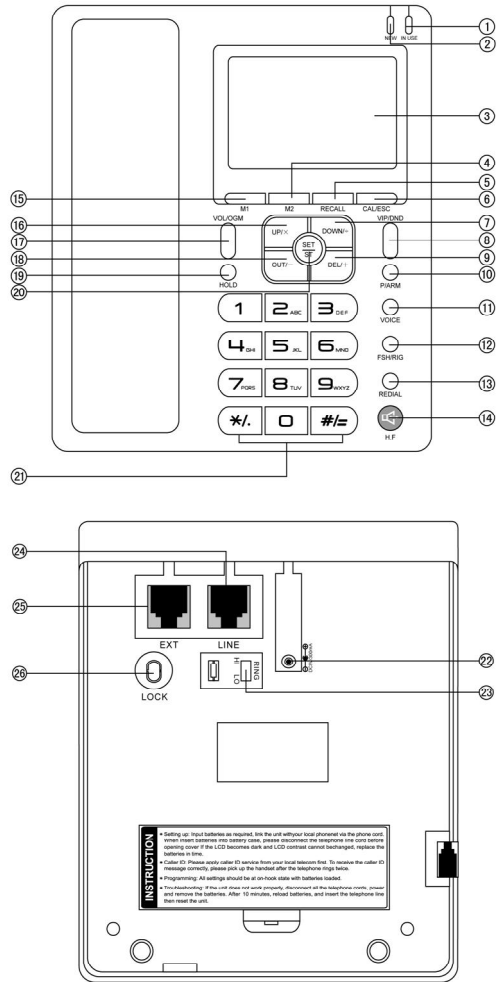 ①
NEW IN USE
②
③
④
⑤
⑮ ⑥
M1 M2 RECALL CAL/ESC
VOL/OGM VIP/DND
⑯ ⑦
UP/× DOWN/÷
⑰ ⑧
SET
ST
⑱ ⑨
OUT/− DEL/+
⑲ ⑩
HOLD P/ARM
⑳
1 2 ABC 3 DEF
⑪
VOICE
4 GHI 5 JKL 6 MNO
⑫
FSH/RIG
7 PQRS 8 TUV 9 WXYZ
⑬
REDIAL
*/. 0 #/=
⑭
H.F
㉑
㉔
㉕
EXT LINE
㉖ ㉒
HI LO RING
㉓
LOCK
INSTRUCTION
• Setting up: Input batteries as required, link the unit withyour local phonenet via the phone cord.
When insert batteries into battery case, please disconnect the telephone line cord before
opening cover if the LCD becomes dark and LCD contrast cannot bechanged, replace the
batteries in time.
• Caller ID: Please apply caller ID service from your local telecom first. To receive the caller ID
message correctly, please pick up the handset after the telephone rings twice.
• Programming: All settings should be at on-hook state with batteries loaded.
• Troubleshooting: If the unit does not work properly, disconnect all the telephone cords, power
and remove the batteries. After 10 minutes, reload batteries, and insert the telephone line
then reset the unit.